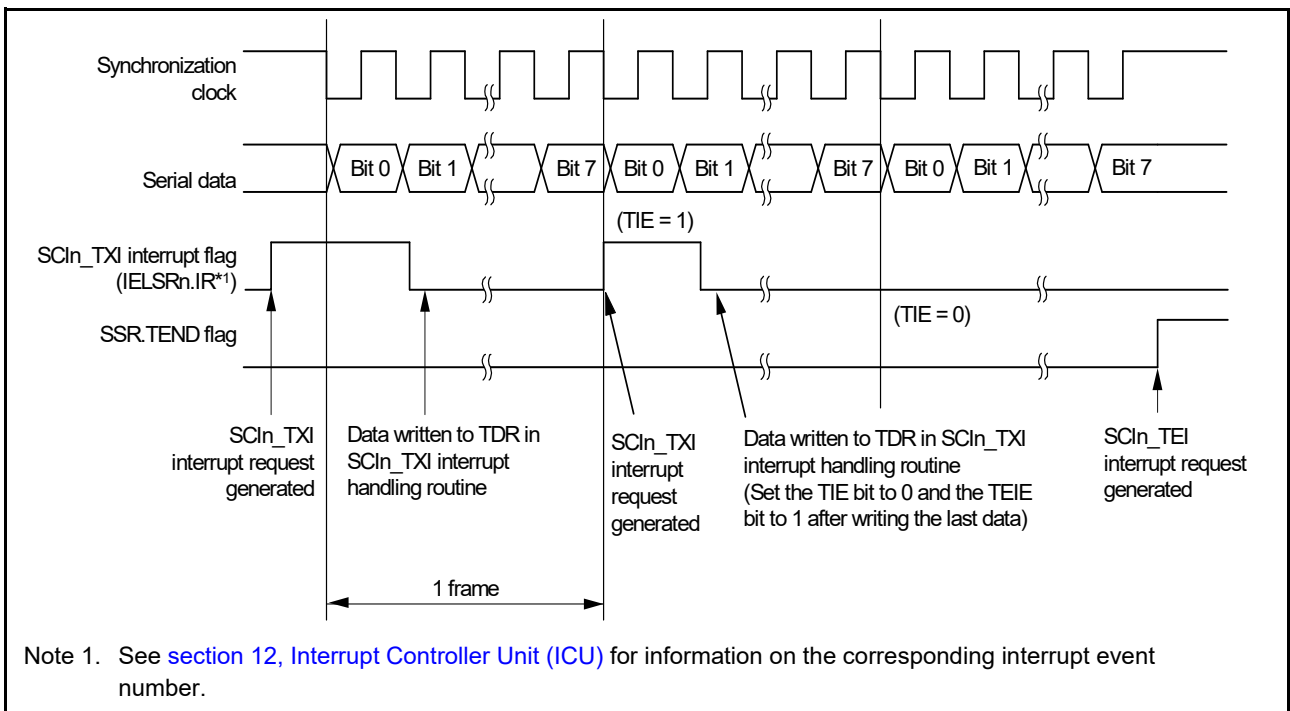 Synchronization
clock
Serial data
Bit 0
Bit 1
Bit 7
Bit 0
Bit 1
Bit 7
Bit 0
Bit 1
Bit 7
(TIE = 1)
SCIn_TXI interrupt flag
(IELSRn.IR*1)
(TIE = 0)
SSR.TEND flag
SCIn_TXI
interrupt request
generated
Data written to TDR in
SCIn_TXI interrupt
handling routine
SCIn_TXI
interrupt
request
generated
Data written to TDR in SCIn_TXI
interrupt handling routine
(Set the TIE bit to 0 and the TEIE
bit to 1 after writing the last data)
SCIn_TEI
interrupt request
generated
1 frame
Note 1. See section 12, Interrupt Controller Unit (ICU) for information on the corresponding interrupt event
number.